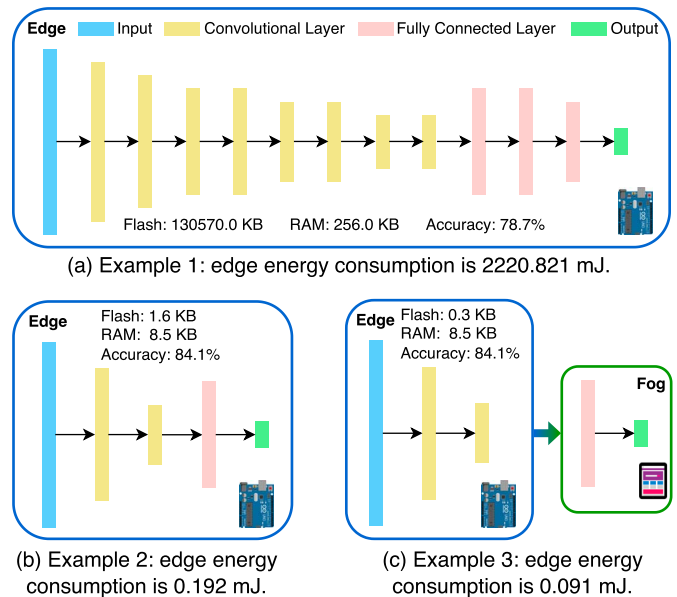 Edge Input Convolutional Layer Fully Connected Layer Output
Flash: 130570.0 KB RAM: 256.0 KB Accuracy: 78.7%
(a) Example 1: edge energy consumption is 2220.821 mJ.
Edge
Flash: 1.6 KB
RAM: 8.5 KB
Accuracy: 84.1%
(b) Example 2: edge energy
consumption is 0.192 mJ.
Edge
Flash: 0.3 KB
RAM: 8.5 KB
Accuracy: 84.1%
Fog
(c) Example 3: edge energy
consumption is 0.091 mJ.